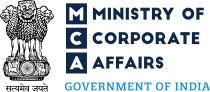 MINISTRY OF
CORPORATE
AFFAIRS
GOVERNMENT OF INDIA
M
C
A
सत्यमेव जयते